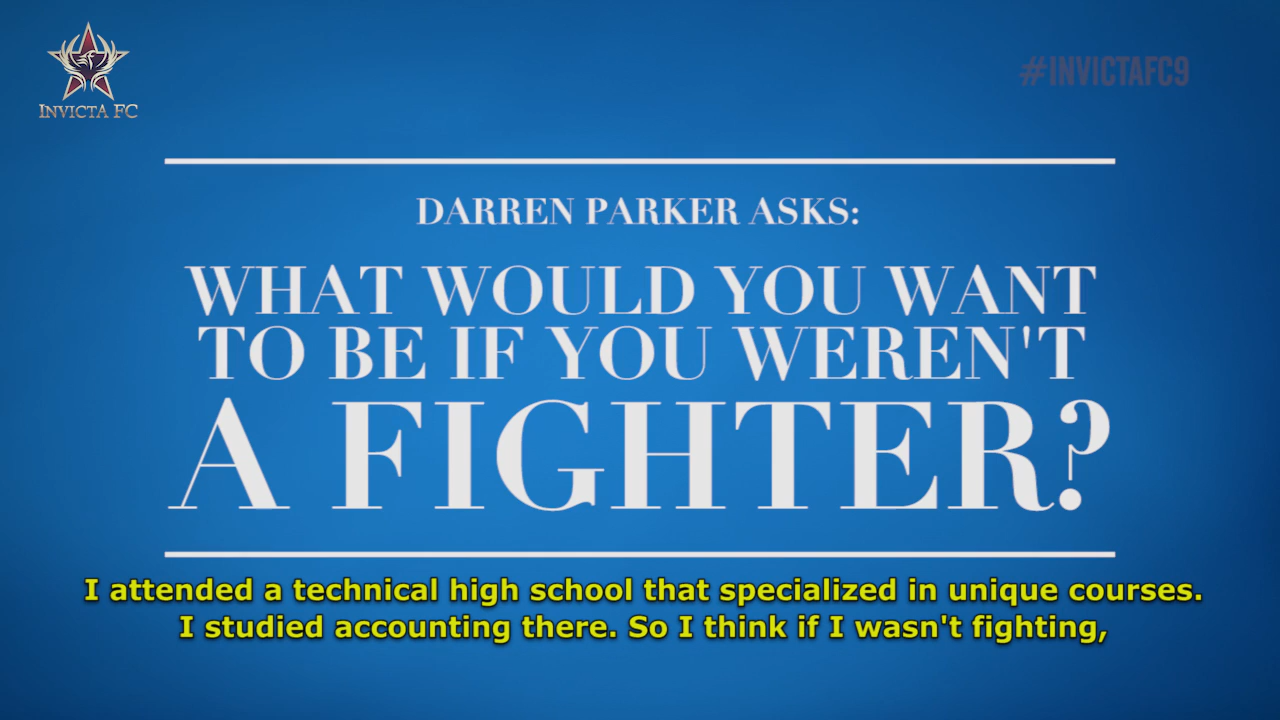 INVICTA FC
#INVICTAFC9
DARREN PARKER ASKS:
WHAT WOULD YOU WANT
TO BE IF YOU WEREN'T
A FIGHTER?
I attended a technical high school that specialized in unique courses.
I studied accounting there. So I think if I wasn't fighting,